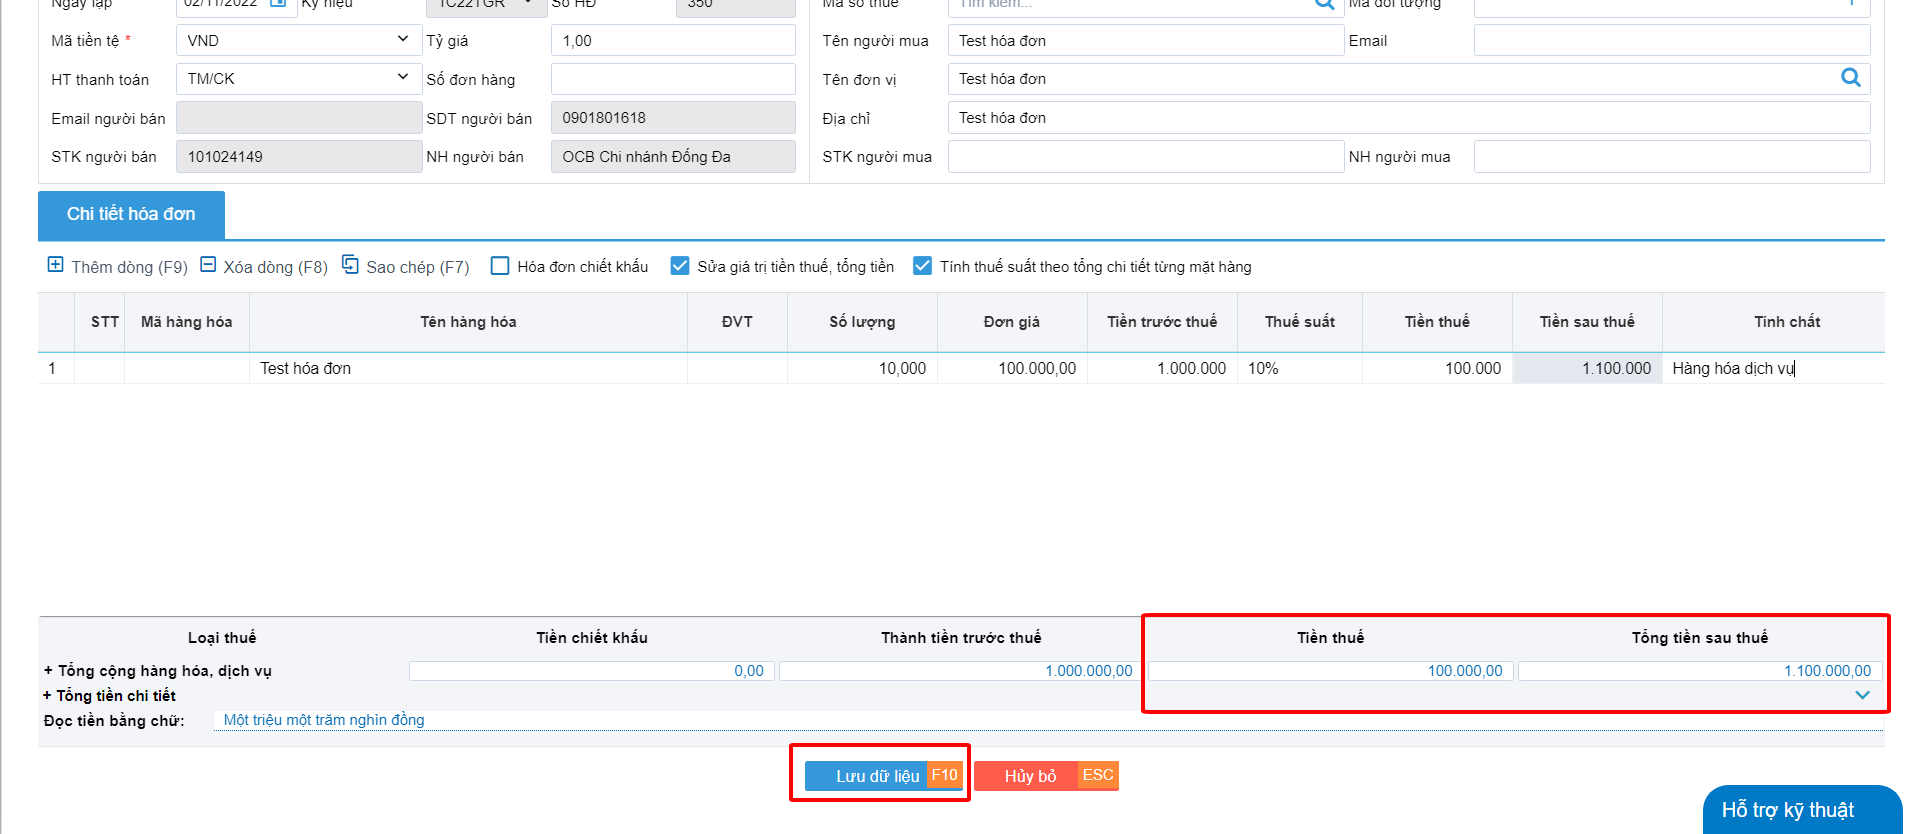 Ngày lập 02/11/2022 Ký hiệu 1C22TGR Số HĐ 350 Mã số thuế Tìm kiếm... Mã đối tượng
Mã tiền tệ * VND Tỷ giá 1,00 Tên người mua Test hóa đơn Email
HT thanh toán TM/CK Số đơn hàng Tên đơn vị Test hóa đơn
Email người bán SDT người bán 0901801618 Địa chỉ Test hóa đơn
STK người bán 101024149 NH người bán OCB Chi nhánh Đống Đa STK người mua NH người mua
Chi tiết hóa đơn
Thêm dòng (F9) Xóa dòng (F8) Sao chép (F7) Hóa đơn chiết khấu Sửa giá trị tiền thuế, tổng tiền Tính thuế suất theo tổng chi tiết từng mặt hàng
STT Mã hàng hóa Tên hàng hóa ĐVT Số lượng Đơn giá Tiền trước thuế Thuế suất Tiền thuế Tiền sau thuế Tính chất
1 Test hóa đơn 10,000 100.000,00 1.000.000 10% 100.000 1.100.000 Hàng hóa dịch vụ
Loại thuế Tiền chiết khấu Thành tiền trước thuế Tiền thuế Tổng tiền sau thuế
+ Tổng cộng hàng hóa, dịch vụ 0,00 1.000.000,00 100.000,00 1.100.000,00
+ Tổng tiền chi tiết
Đọc tiền bằng chữ: Một triệu một trăm nghìn đồng
Lưu dữ liệu F10 Hủy bỏ ESC
Hỗ trợ kỹ thuật